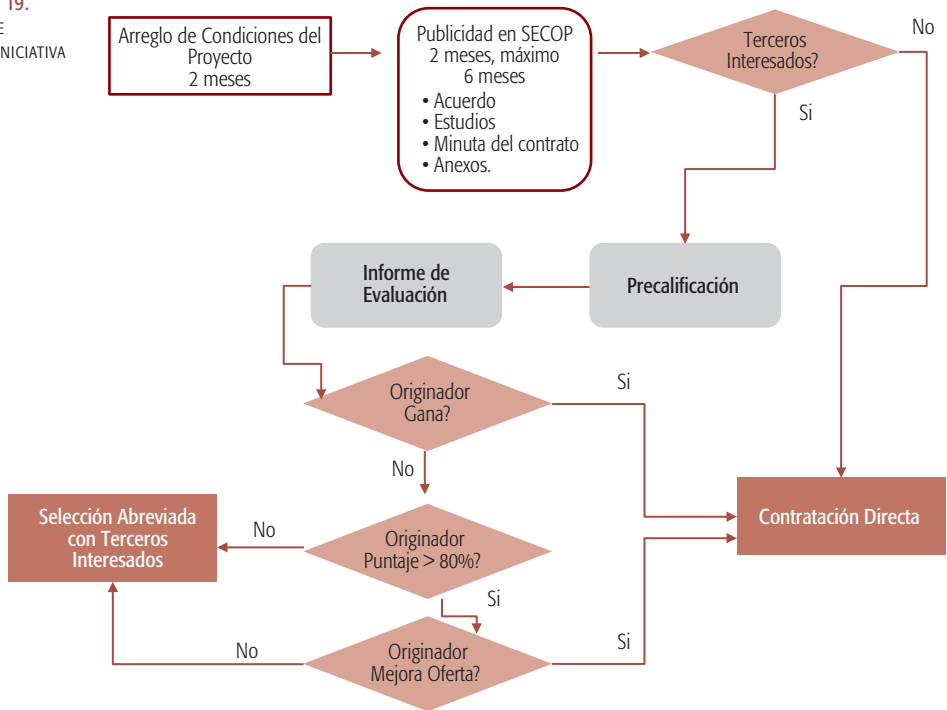 19.
E
NICIATIVA
Arreglo de Condiciones del
Proyecto
2 meses
Publicidad en SECOP
2 meses, máximo
6 meses
• Acuerdo
• Estudios
• Minuta del contrato
• Anexos.
Terceros
Interesados?
No
Si
Informe de
Evaluación
Precalificación
Originador
Gana?
Si
No
Selección Abreviada
con Terceros
Interesados
No
Originador
Puntaje > 80%?
Contratación Directa
Si
No
Originador
Mejora Oferta?
Si